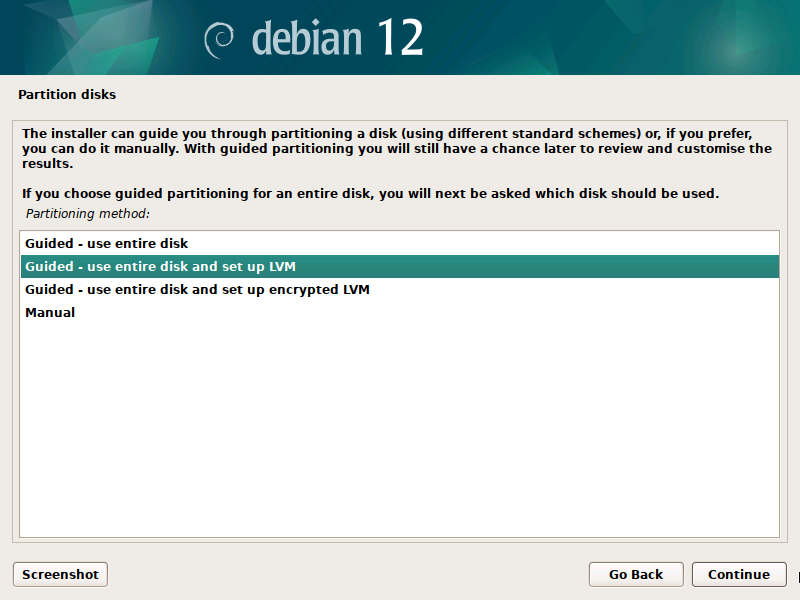 debian 12
Partition disks
The installer can guide you through partitioning a disk (using different standard schemes) or, if you prefer,
you can do it manually. With guided partitioning you will still have a chance later to review and customise the
results.
If you choose guided partitioning for an entire disk, you will next be asked which disk should be used.
Partitioning method:
Guided - use entire disk
Guided - use entire disk and set up LVM
Guided - use entire disk and set up encrypted LVM
Manual
Screenshot
Go Back
Continue